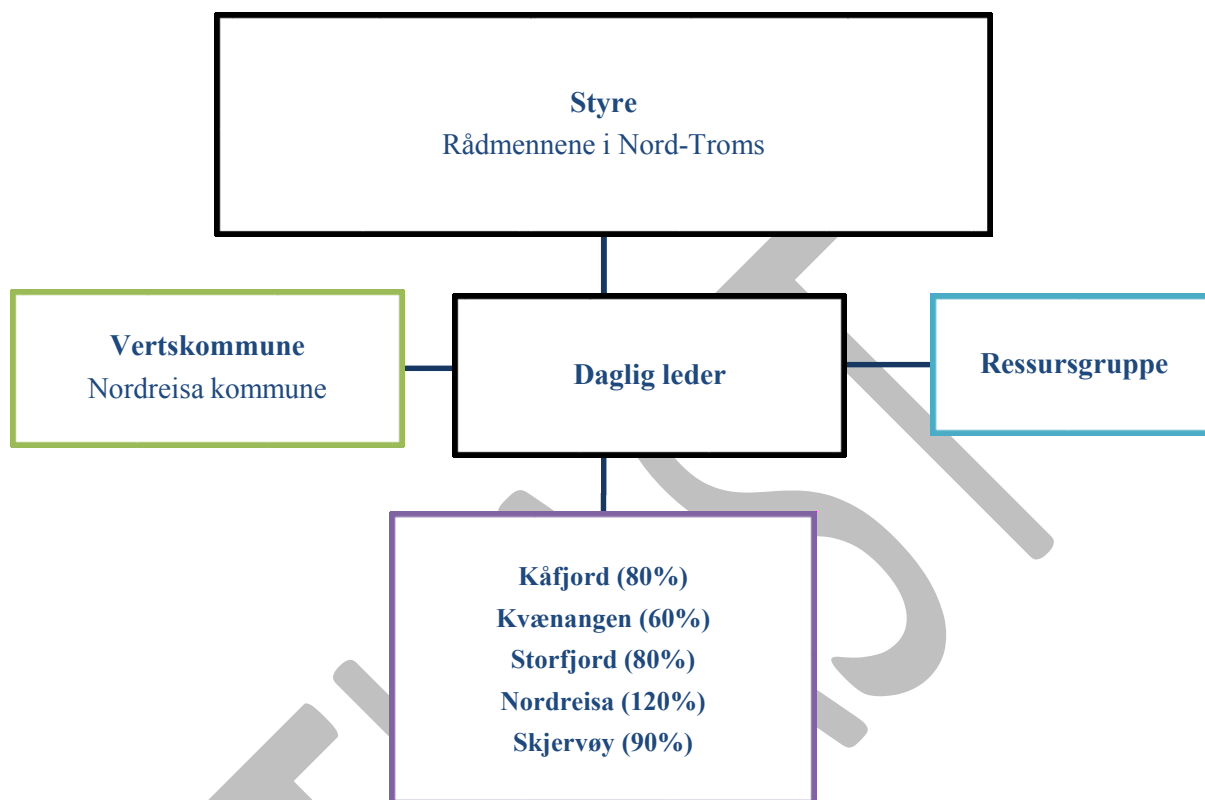 Styre
Rådmennene i Nord-Troms
Vertskommune
Nordreisa kommune
Daglig leder
Ressursgruppe
Kåfjord (80%)
Kvænangen (60%)
Storfjord (80%)
Nordreisa (120%)
Skjervøy (90%)